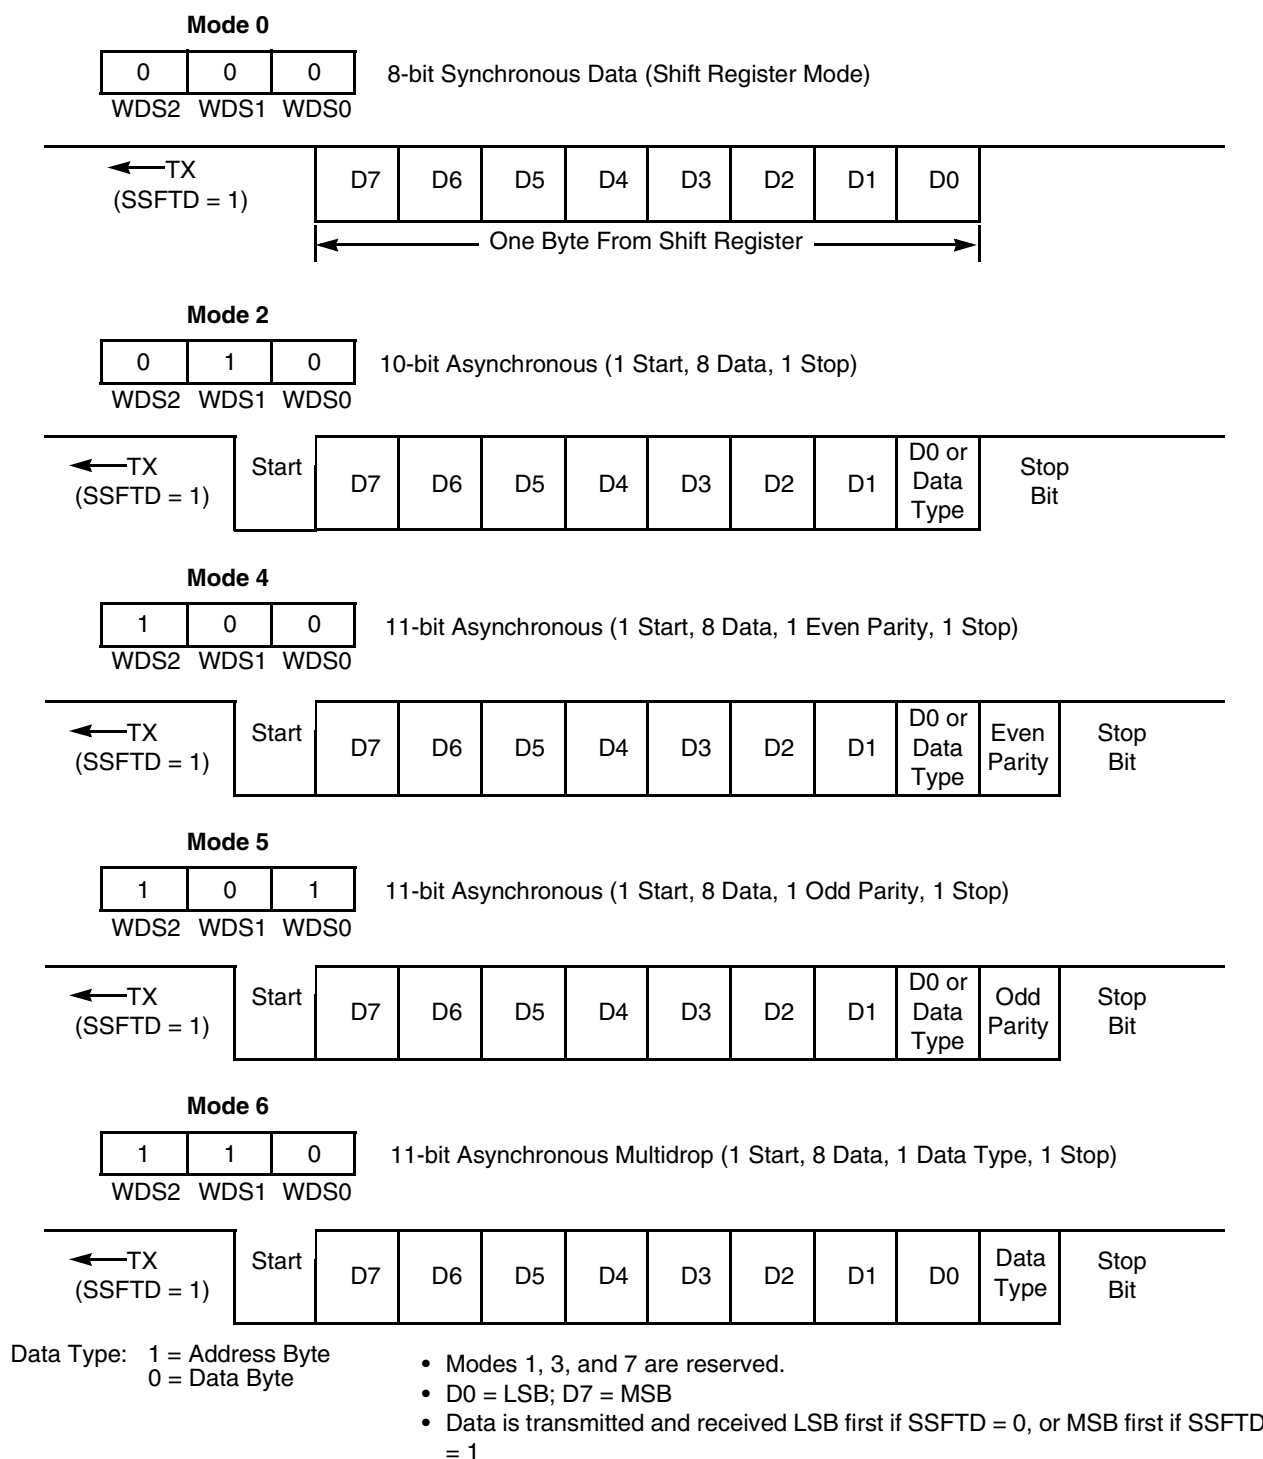 Mode 0
0 0 0 8-bit Synchronous Data (Shift Register Mode)
WDS2 WDS1 WDS0
TX
(SSFTD = 1)
D7 D6 D5 D4 D3 D2 D1 D0
One Byte From Shift Register
Mode 2
0 1 0 10-bit Asynchronous (1 Start, 8 Data, 1 Stop)
WDS2 WDS1 WDS0
TX
(SSFTD = 1)
Start D7 D6 D5 D4 D3 D2 D1
D0 or
Data
Type
Stop
Bit
Mode 4
1 0 0 11-bit Asynchronous (1 Start, 8 Data, 1 Even Parity, 1 Stop)
WDS2 WDS1 WDS0
TX
(SSFTD = 1)
Start D7 D6 D5 D4 D3 D2 D1
D0 or
Data
Type
Even
Parity
Stop
Bit
Mode 5
1 0 1 11-bit Asynchronous (1 Start, 8 Data, 1 Odd Parity, 1 Stop)
WDS2 WDS1 WDS0
TX
(SSFTD = 1)
Start D7 D6 D5 D4 D3 D2 D1
D0 or
Data
Type
Odd
Parity
Stop
Bit
Mode 6
1 1 0 11-bit Asynchronous Multidrop (1 Start, 8 Data, 1 Data Type, 1 Stop)
WDS2 WDS1 WDS0
TX
(SSFTD = 1)
Start D7 D6 D5 D4 D3 D2 D1 D0
Data
Type
Stop
Bit
Data Type: 1 = Address Byte
0 = Data Byte
• Modes 1, 3, and 7 are reserved.
• D0 = LSB; D7 = MSB
• Data is transmitted and received LSB first if SSFTD = 0, or MSB first if SSFTD
= 1